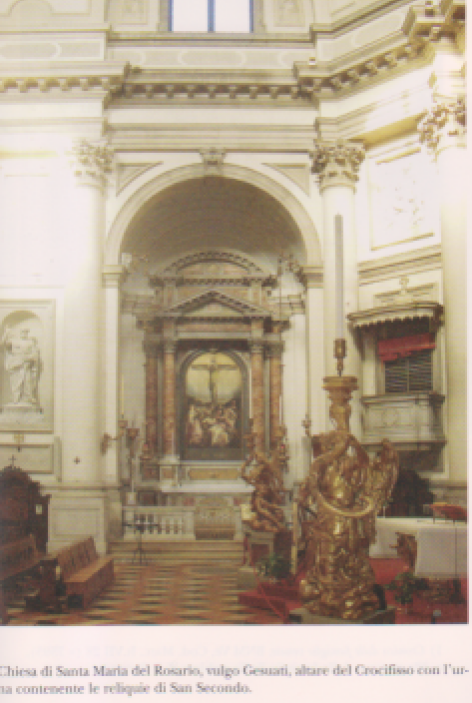 Chiesa di Santa Maria del Rosario, vulgo Gesuati, altare del Crocifisso con l'ur-
na contenente le reliquie di San Secondo.